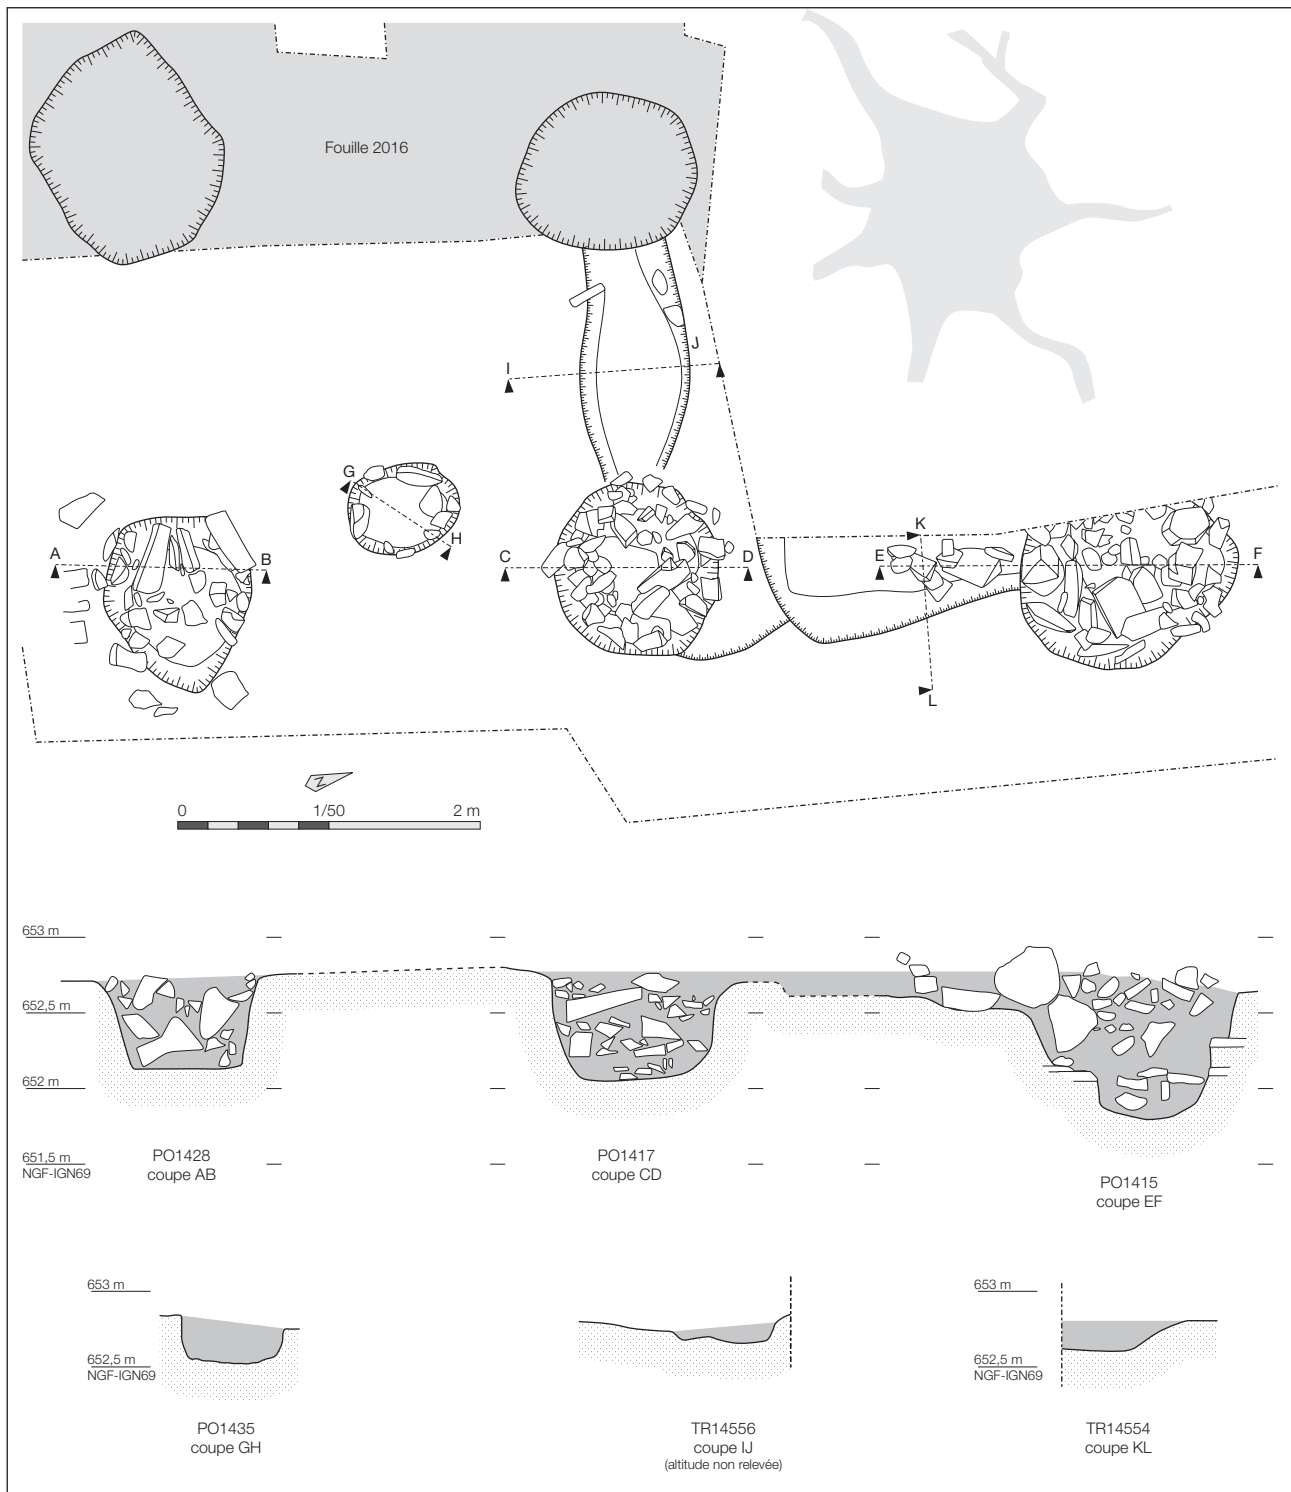 Fouille 2016
J
I
G
H
K
A
B
C
D
E
F
L
N
0 1/50 2 m
653 m
652,5 m
652 m
651,5 m
NGF-IGN69
PO1428
coupe AB
PO1417
coupe CD
PO1415
coupe EF
653 m
652,5 m
NGF-IGN69
PO1435
coupe GH
TR14556
coupe IJ
(altitude non relevée)
653 m
652,5 m
NGF-IGN69
TR14554
coupe KL